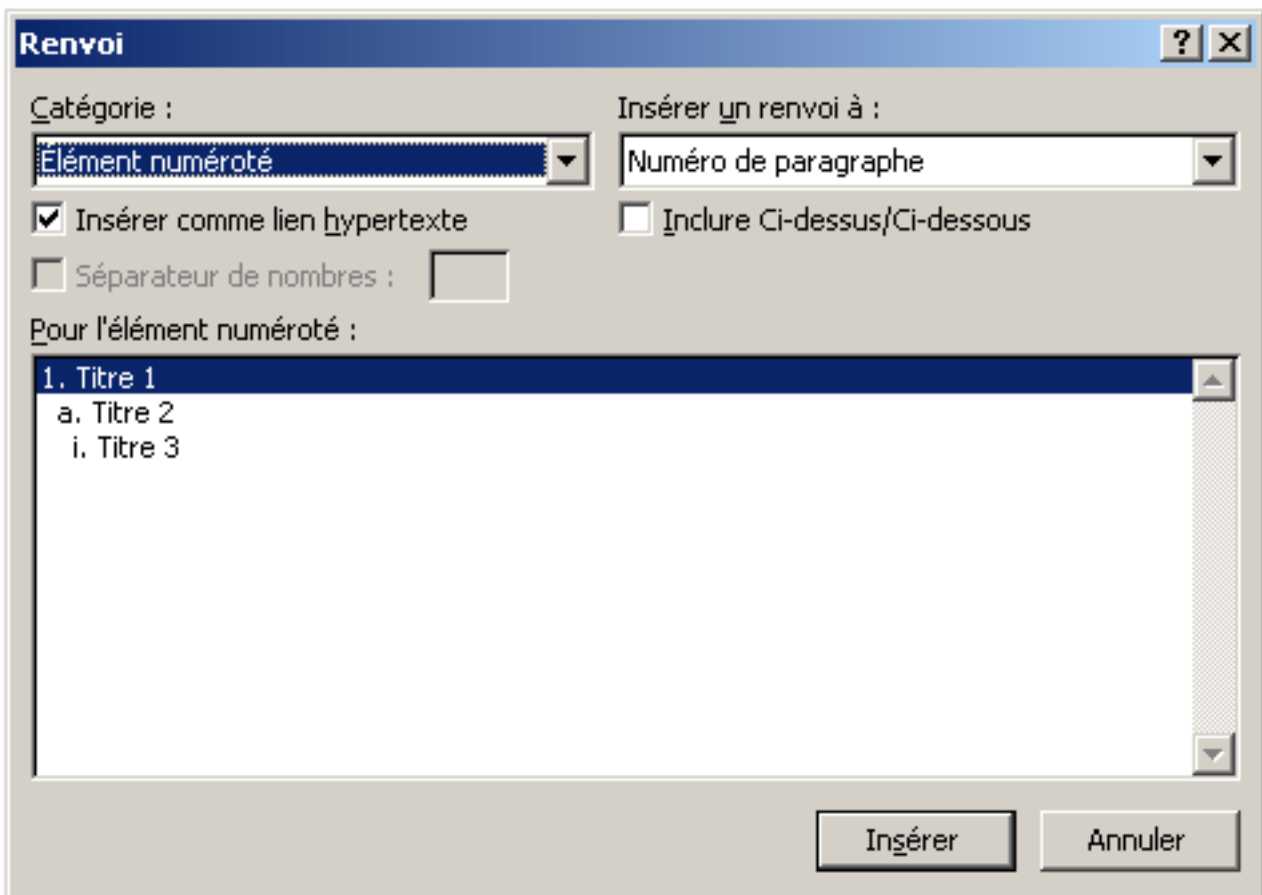 Renvoi
Catégorie :
Insérer un renvoi à :
Élément numéroté
Numéro de paragraphe
Insérer comme lien hypertexte
Inclure Ci-dessus/Ci-dessous
Séparateur de nombres :
Pour l'élément numéroté :
1. Titre 1
a. Titre 2
i. Titre 3
Insérer
Annuler